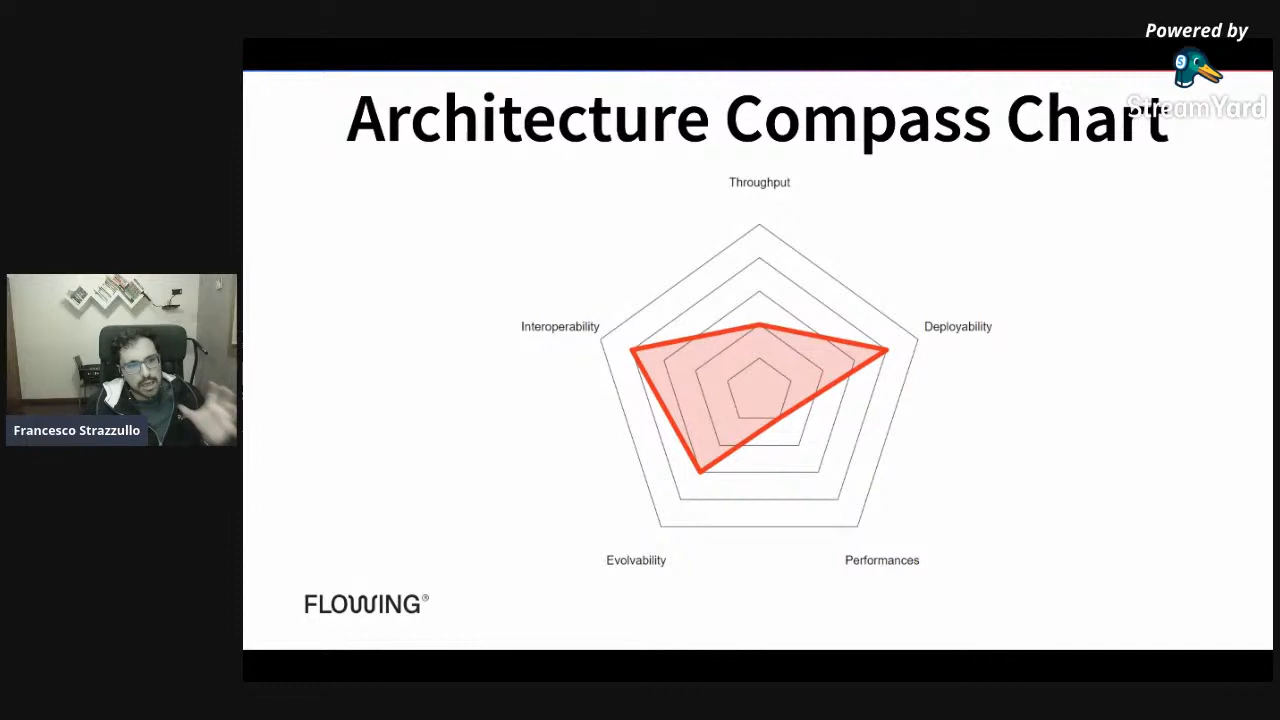 Powered by
StreamYard
Architecture Compass Chart
Throughput
Interoperability
Deployability
Evolvability
Performances
Francesco Strazzullo
FLOWING®